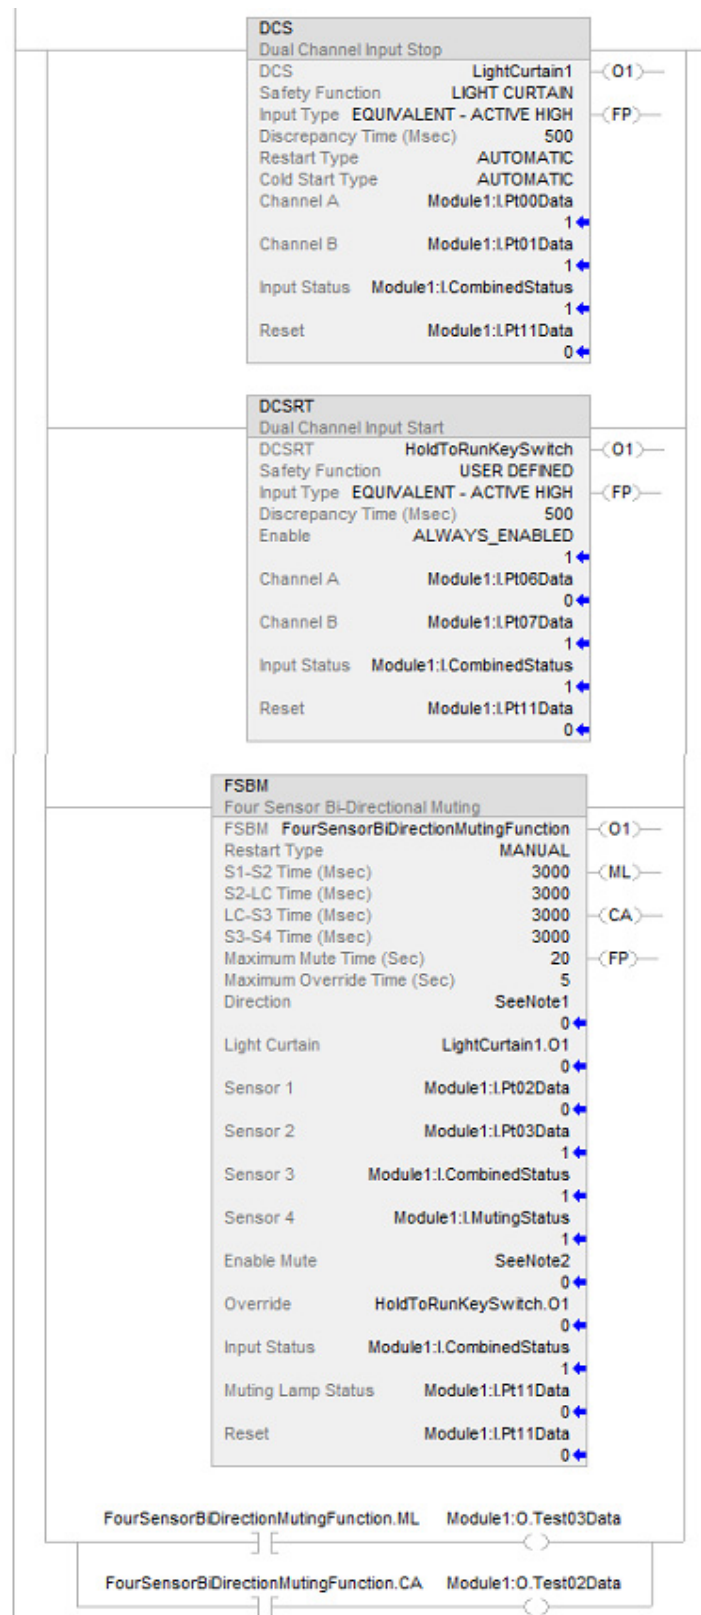 DCS
Dual Channel Input Stop
DCS LightCurtain1 (O1)
Safety Function LIGHT CURTAIN
Input Type EQUIVALENT - ACTIVE HIGH (FP)
Discrepancy Time (Msec) 500
Restart Type AUTOMATIC
Cold Start Type AUTOMATIC
Channel A Module1:I.Pt00Data
1
Channel B Module1:I.Pt01Data
1
Input Status Module1:I.CombinedStatus
1
Reset Module1:I.Pt11Data
0
DCSRT
Dual Channel Input Start
DCSRT HoldToRunKeySwitch (O1)
Safety Function USER DEFINED
Input Type EQUIVALENT - ACTIVE HIGH (FP)
Discrepancy Time (Msec) 500
Enable ALWAYS_ENABLED
1
Channel A Module1:I.Pt06Data
0
Channel B Module1:I.Pt07Data
1
Input Status Module1:I.CombinedStatus
1
Reset Module1:I.Pt11Data
0
FSBM
Four Sensor Bi-Directional Muting
FSBM FourSensorBiDirectionMutingFunction (O1)
Restart Type MANUAL
S1-S2 Time (Msec) 3000 (ML)
S2-LC Time (Msec) 3000
LC-S3 Time (Msec) 3000 (CA)
S3-S4 Time (Msec) 3000
Maximum Mute Time (Sec) 20 (FP)
Maximum Override Time (Sec) 5
Direction SeeNote1
0
Light Curtain LightCurtain1.O1
0
Sensor 1 Module1:I.Pt02Data
0
Sensor 2 Module1:I.Pt03Data
1
Sensor 3 Module1:I.CombinedStatus
1
Sensor 4 Module1:I.MutingStatus
1
Enable Mute SeeNote2
0
Override HoldToRunKeySwitch.O1
0
Input Status Module1:I.CombinedStatus
1
Muting Lamp Status Module1:I.Pt11Data
0
Reset Module1:I.Pt11Data
0
FourSensorBiDirectionMutingFunction.ML Module1:O.Test03Data
FourSensorBiDirectionMutingFunction.CA Module1:O.Test02Data